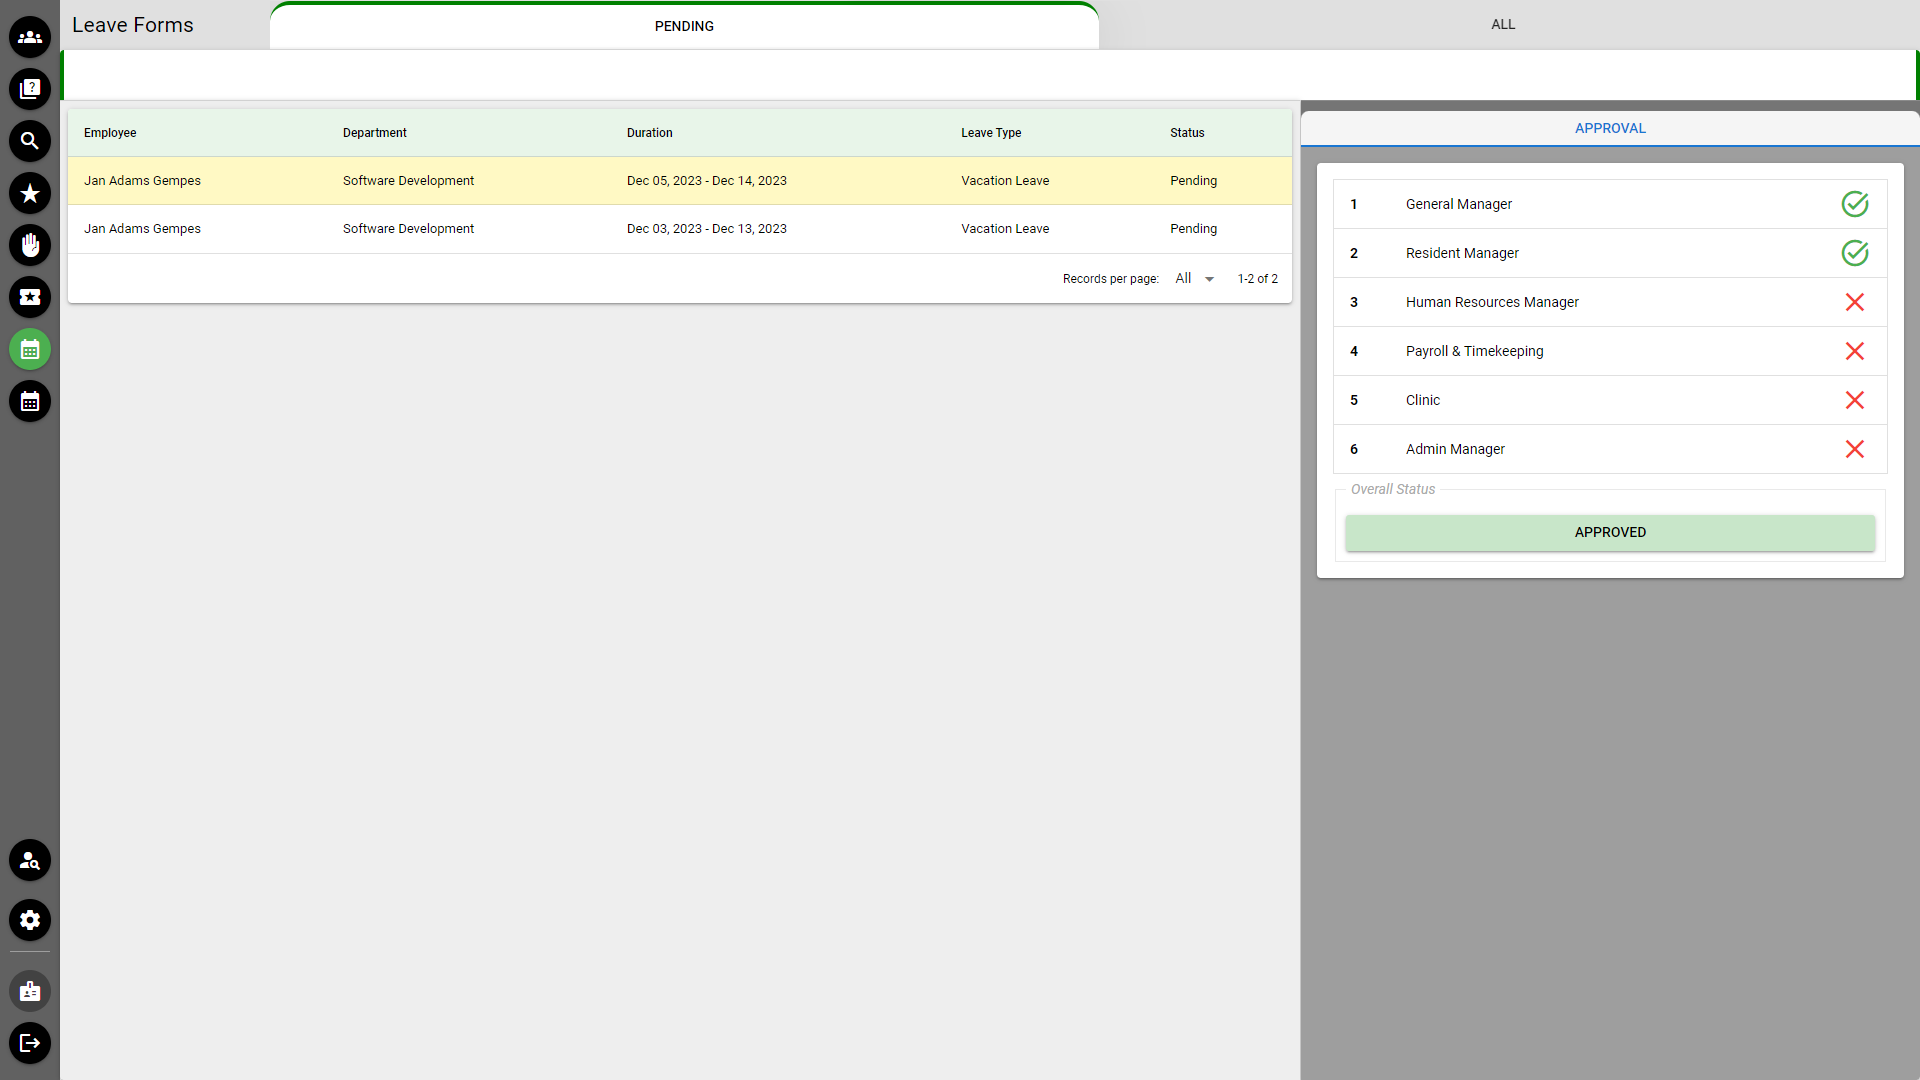 Leave Forms
PENDING
ALL
Employee Department Duration Leave Type Status
Jan Adams Gempes Software Development Dec 05, 2023 - Dec 14, 2023 Vacation Leave Pending
Jan Adams Gempes Software Development Dec 03, 2023 - Dec 13, 2023 Vacation Leave Pending
Records per page: All 1-2 of 2
APPROVAL
1 General Manager
2 Resident Manager
3 Human Resources Manager
4 Payroll & Timekeeping
5 Clinic
6 Admin Manager
Overall Status
APPROVED